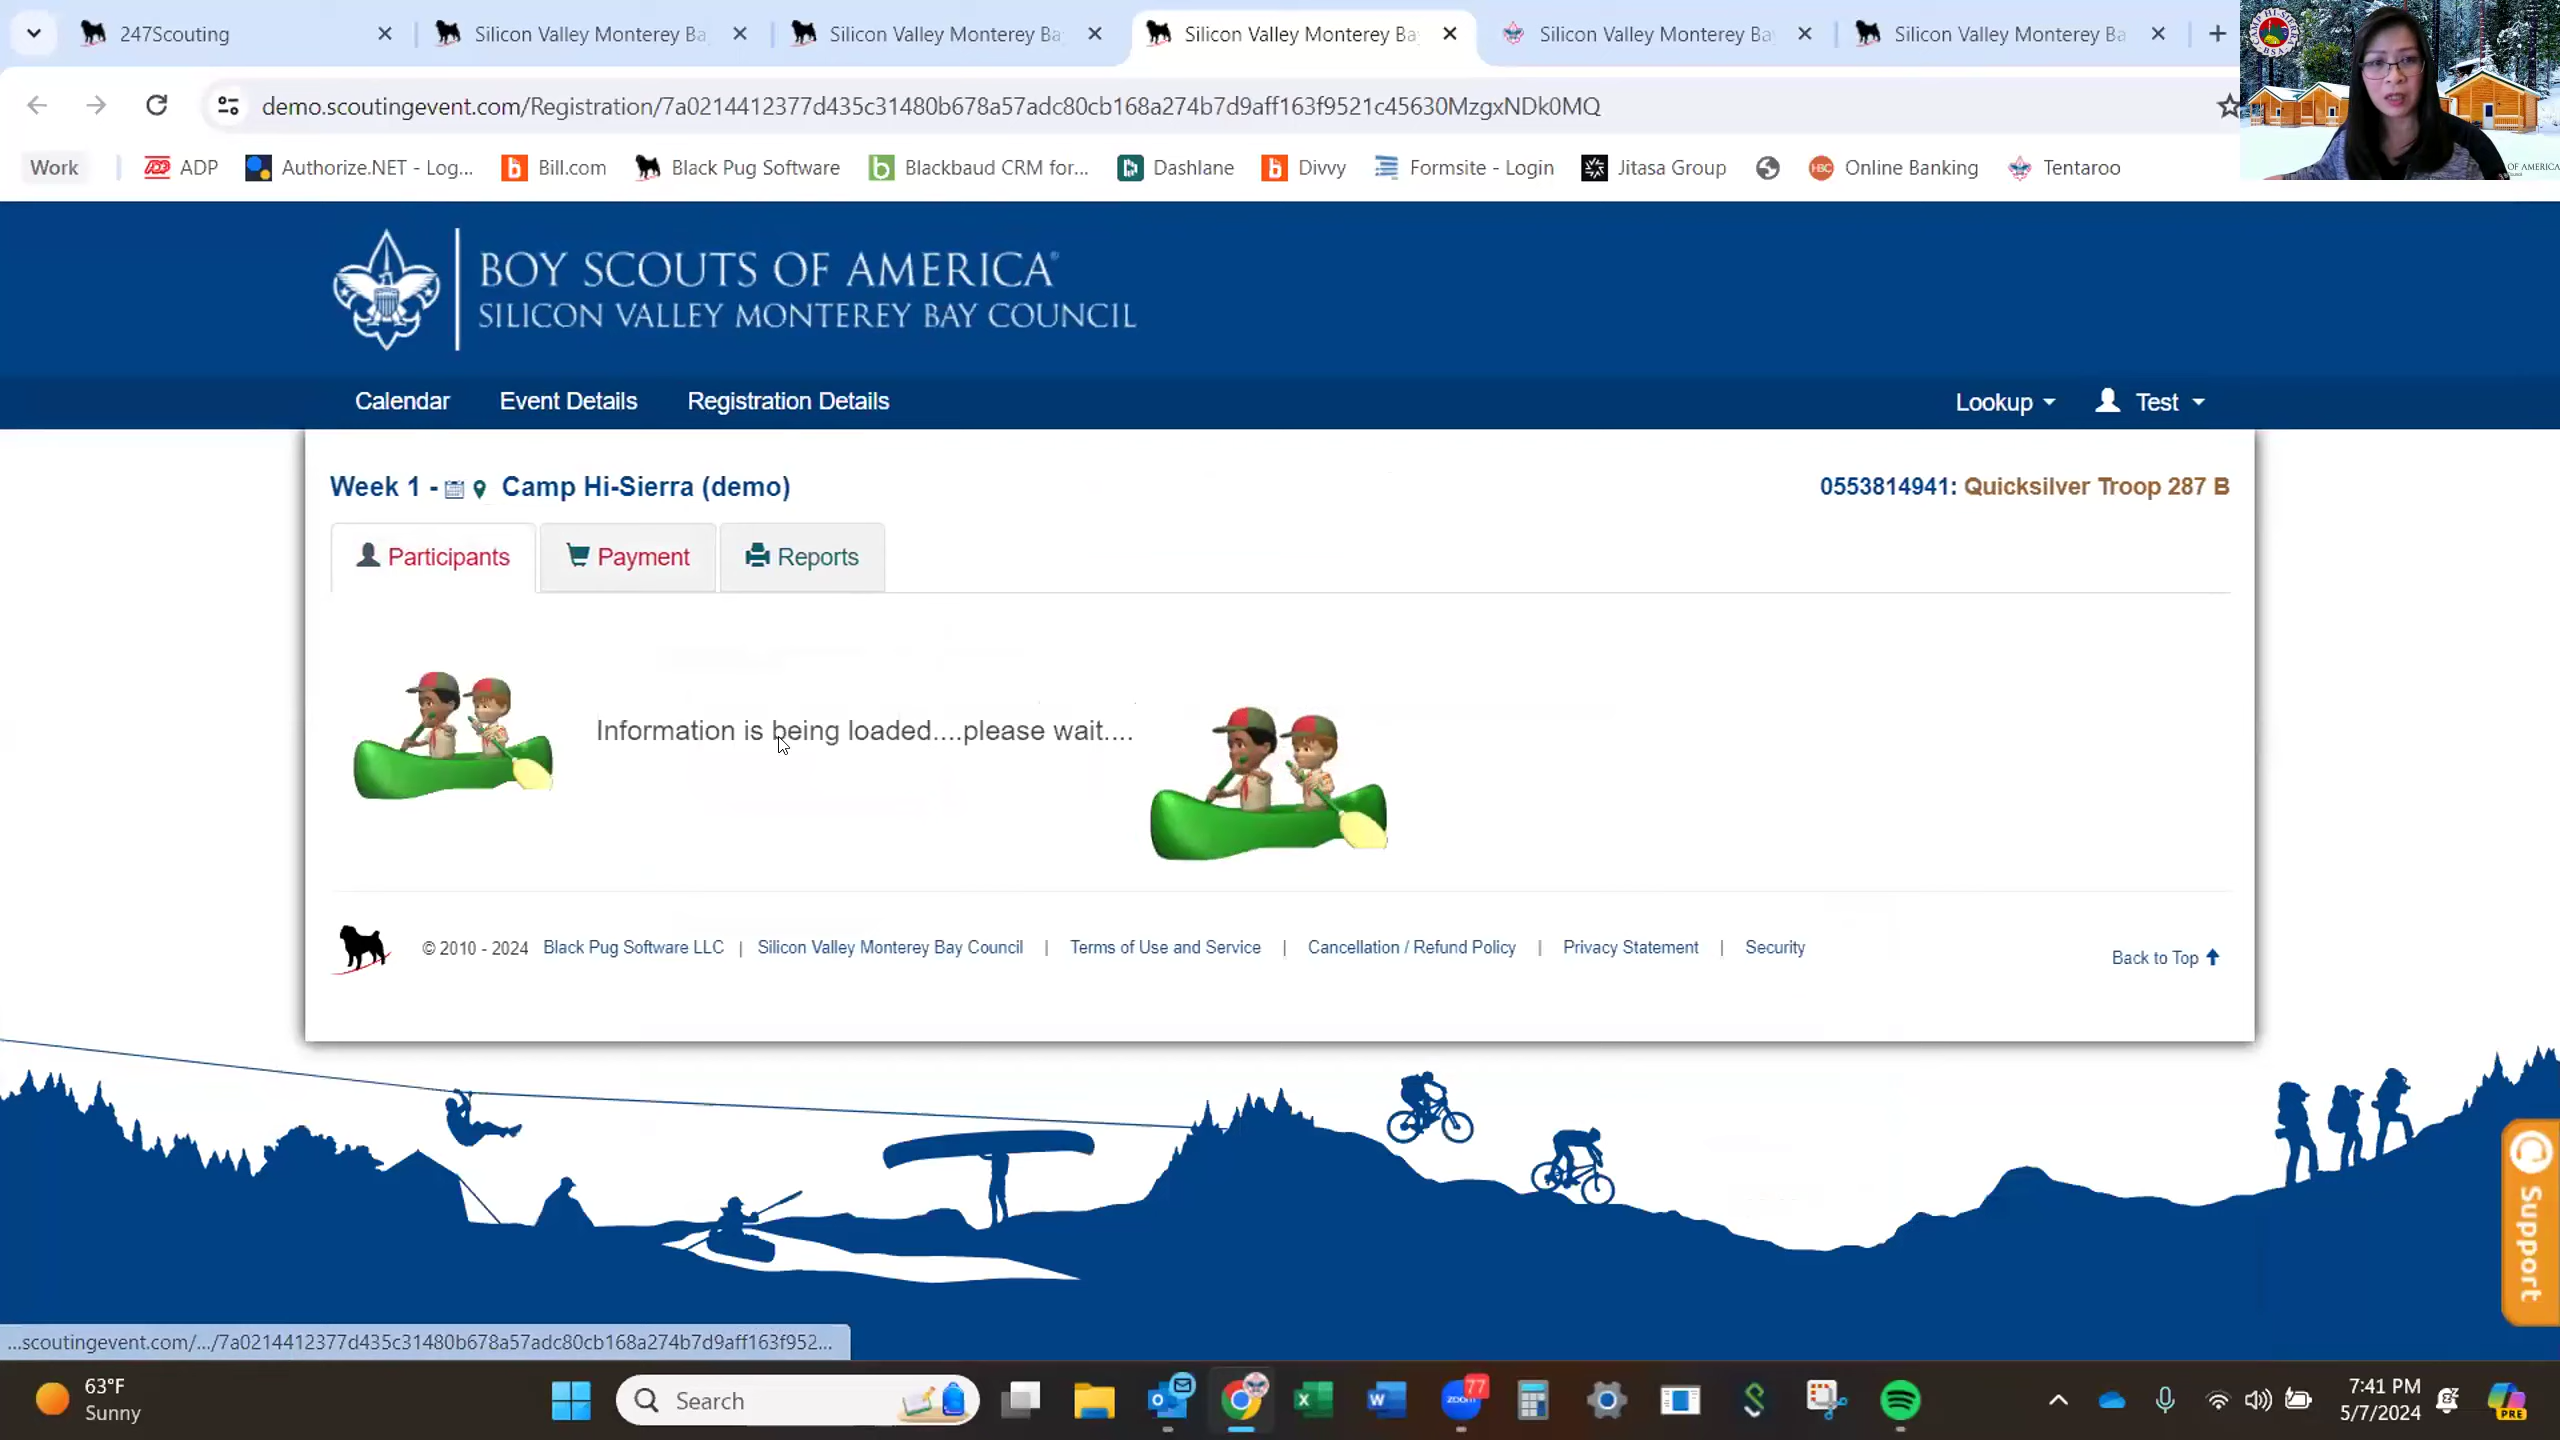 247Scouting
Silicon Valley Monterey Ba
Silicon Valley Monterey Ba
Silicon Valley Monterey Ba
Silicon Valley Monterey Ba
Silicon Valley Monterey Ba
demo.scoutingevent.com/Registration/7a0214412377d435c31480b678a57adc80cb168a274b7d9aff163f9521c45630MzgxNDk0MQ
Work
ADP
Authorize.NET - Log...
Bill.com
Black Pug Software
Blackbaud CRM for...
Dashlane
Divvy
Formsite - Login
Jitasa Group
Online Banking
Tentaroo
OF AMERICA
BOY SCOUTS OF AMERICA®
SILICON VALLEY MONTEREY BAY COUNCIL
Calendar
Event Details
Registration Details
Lookup
Test
Week 1 - Camp Hi-Sierra (demo)
0553814941: Quicksilver Troop 287 B
Participants
Payment
Reports
Information is being loaded....please wait....
© 2010 - 2024 Black Pug Software LLC | Silicon Valley Monterey Bay Council | Terms of Use and Service | Cancellation / Refund Policy | Privacy Statement | Security
Back to Top
Support
...scoutingevent.com/.../7a0214412377d435c31480b678a57adc80cb168a274b7d9aff163f952...
63°F
Sunny
Search
77
zoom
PRE
7:41 PM
5/7/2024